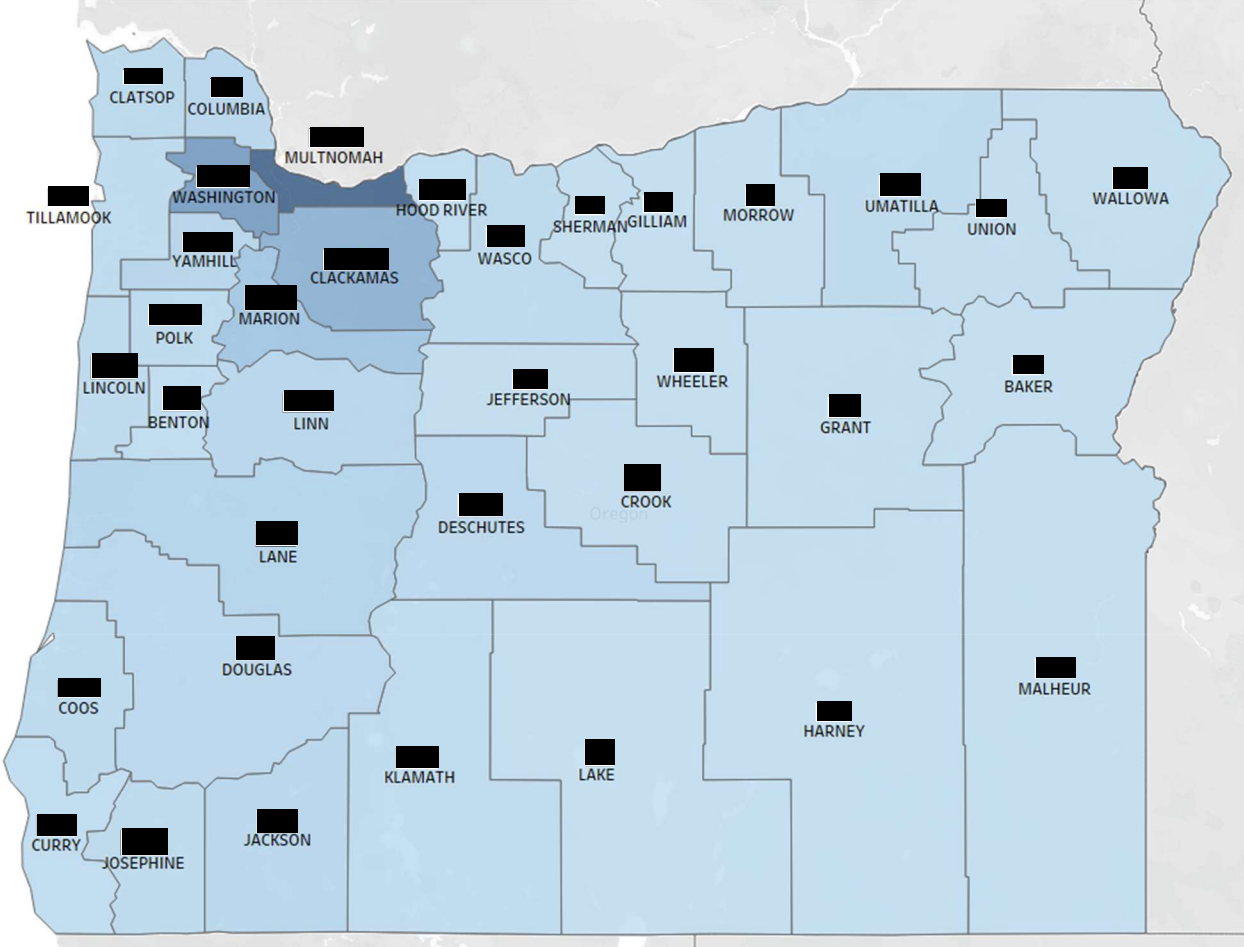 CLATSOP
COLUMBIA
MULTNOMAH
WASHINGTON
TILLAMOOK
HOOD RIVER
YAMHILL
CLACKAMAS
WASCO
SHERMAN
GILLIAM
MORROW
UMATILLA
UNION
WALLOWA
MARION
POLK
LINCOLN
BENTON
LINN
JEFFERSON
WHEELER
GRANT
BAKER
CROOK
Oregon
DESCHUTES
LANE
DOUGLAS
COOS
KLAMATH
LAKE
HARNEY
MALHEUR
CURRY
JOSEPHINE
JACKSON